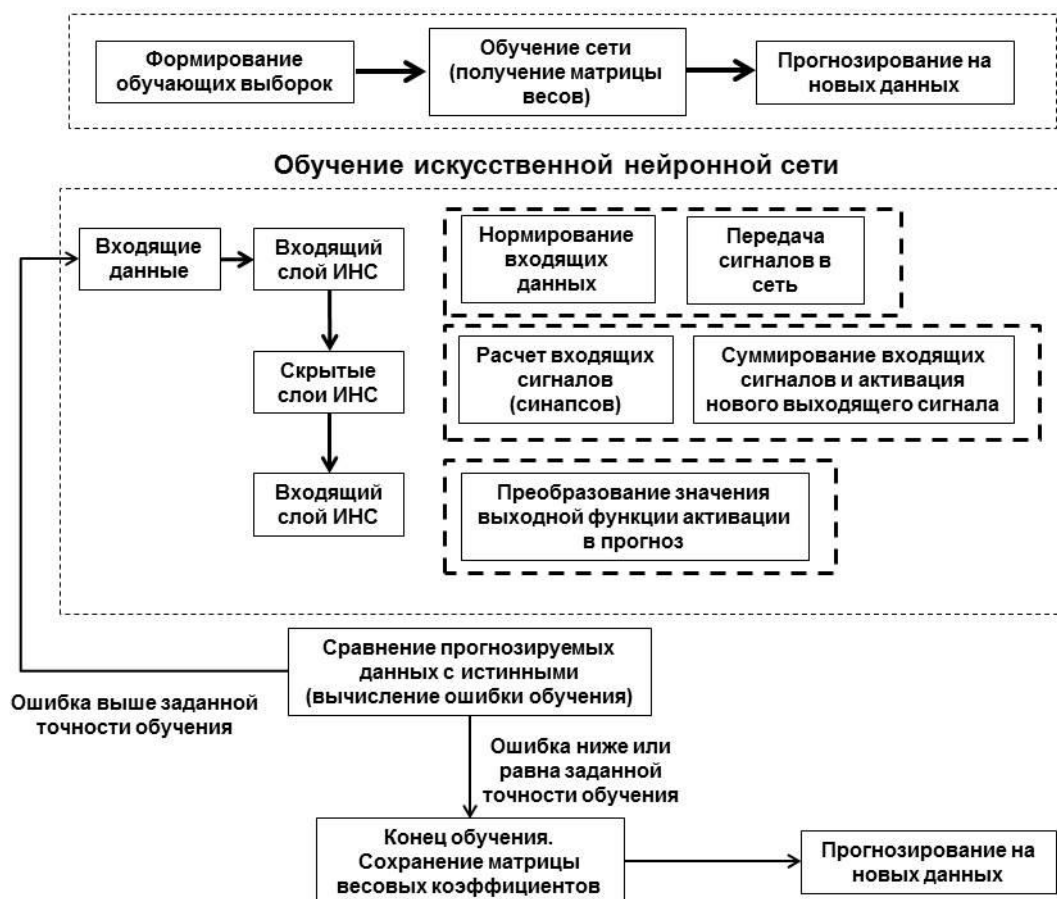 Формирование
обучающих выборок
Обучение сети
(получение матрицы
весов)
Прогнозирование на
новых данных
Обучение искусственной нейронной сети
Входящие
данные
Входящий
слой ИНС
Нормирование
входящих
данных
Передача
сигналов в
сеть
Скрытые
слои ИНС
Расчет входящих
сигналов
(синапсов)
Суммирование входящих
сигналов и активация
нового выходящего сигнала
Входящий
слой ИНС
Преобразование значения
выходной функции активации
в прогноз
Сравнение прогнозируемых
данных с истинными
(вычисление ошибки обучения)
Ошибка выше заданной
точности обучения
Ошибка ниже или
равна заданной
точности обучения
Конец обучения.
Сохранение матрицы
весовых коэффициентов
Прогнозирование на
новых данных